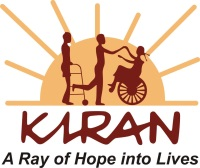 KIRAN
A Ray of Hope into Lives